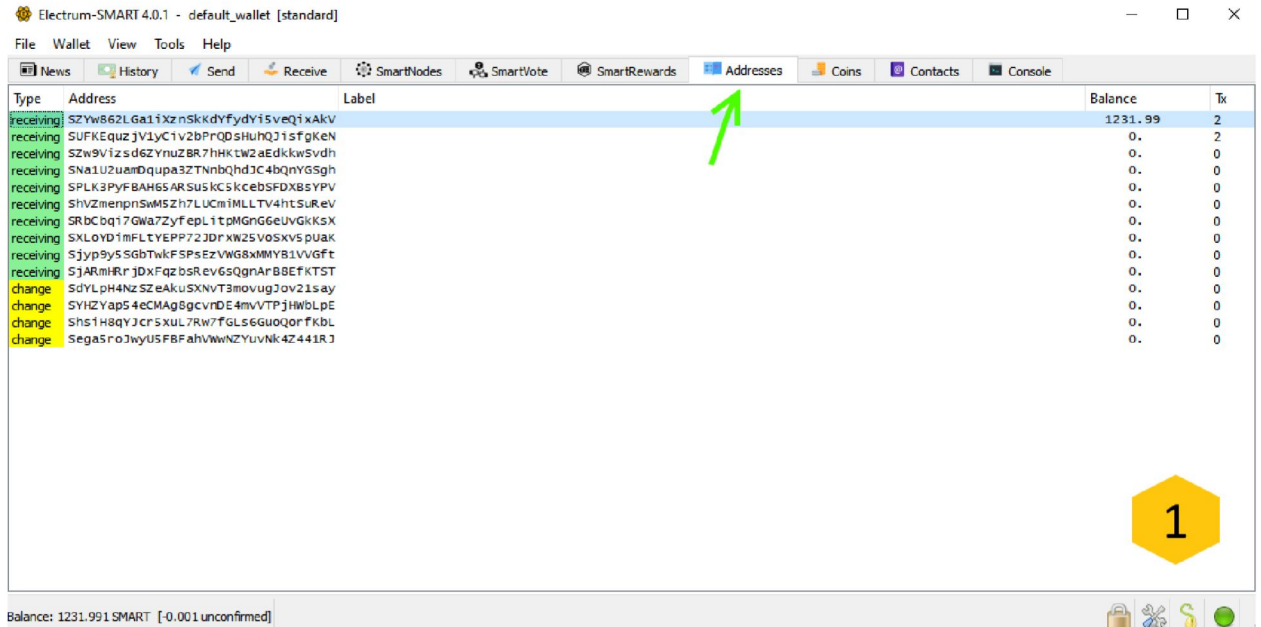 Electrum-SMART 4.0.1 - default_wallet [standard]
File Wallet View Tools Help
News History Send Receive SmartNodes SmartVote SmartRewards Addresses Coins Contacts Console
Type Address Label Balance Tx
receiving SZYw862LGa1iXznSkKdYfydYi5veQixAkV 1231.99 2
receiving SUFKEquzjV1yCiv2bPrQDsHuhQJisfgKeN 0. 2
receiving SZw9Vizsd6ZYnuZBR7hHKtW2aEdkkwSvdh 0. 0
receiving SNa1U2uamDqupa3ZTNnbQhdJC4bQnYGSgh 0. 0
receiving SPLK3PyFBAH65ARSu5kC5kcebSFDXBsYPV 0. 0
receiving ShVZmenpnSwM5Zh7LUCmiMLLTV4htSuReV 0. 0
receiving SRbCbqi7GWa7ZyfepLitpMGnG6eUvGkKsX 0. 0
receiving SXLoYDimFLtYEPP72JDrxW25VoSxv5pUaK 0. 0
receiving Sjyp9y5SGbTwkFSPsEzVWG8xMMYB1VVGft 0. 0
receiving SjARmHRrjDxFqzbsRev6sQgnArB8EfKTST 0. 0
change SdYLpH4NzSZeAkuSXNvT3movugJov21say 0. 0
change SYHZYap54eCMAg8gcvnDE4mvVTPjHWbLpE 0. 0
change ShsiH8qYJcr5xuL7Rw7fGLs6GuoQorfKbL 0. 0
change Sega5roJwyU5FBFahVWwNZYuvNk4Z441RJ 0. 0
1
Balance: 1231.991 SMART [-0.001 unconfirmed]